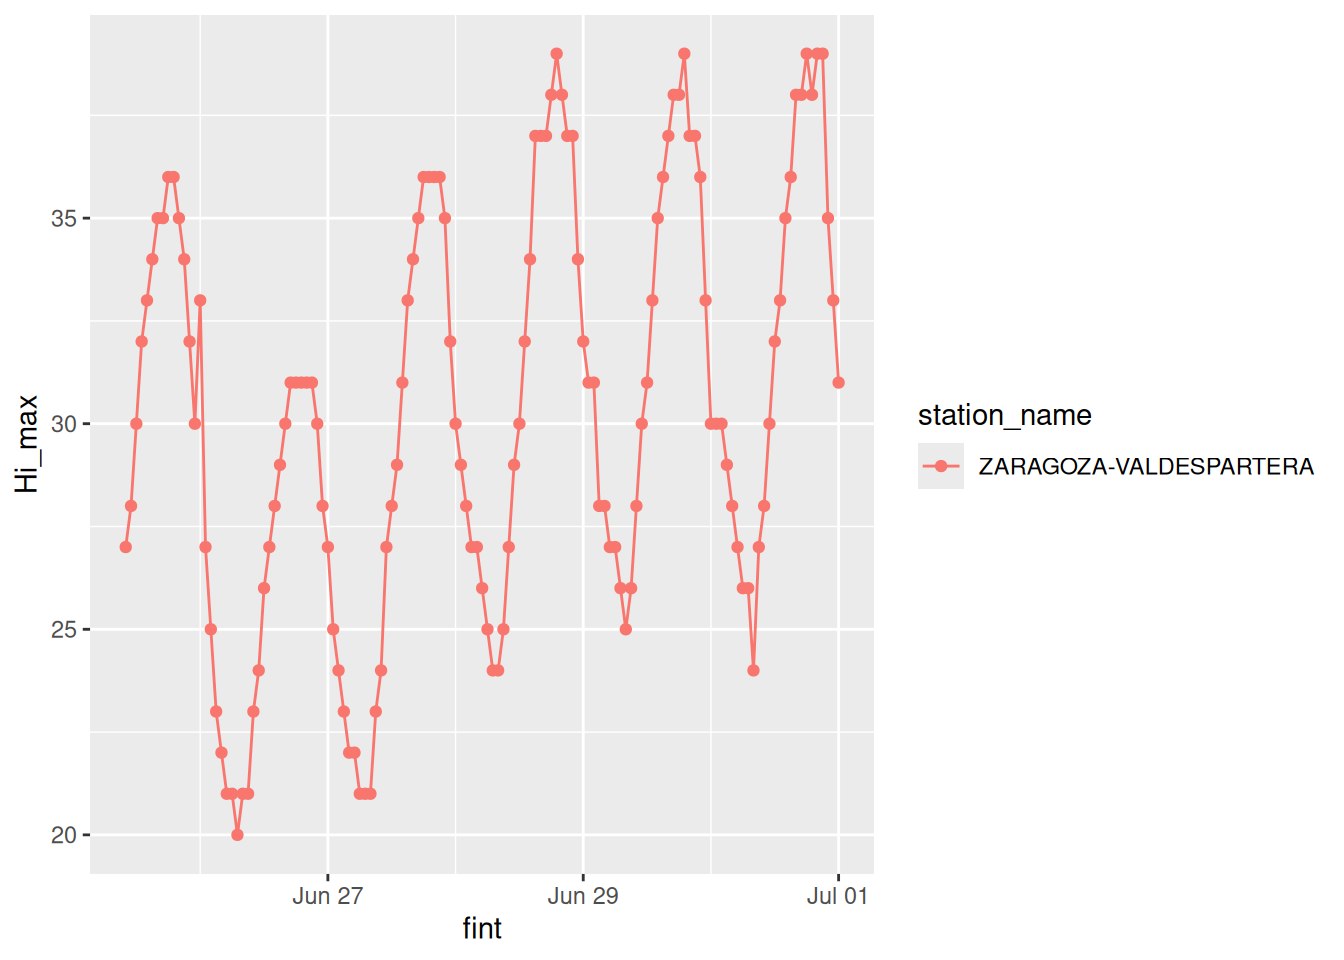 35
30
25
20
Hi_max
Jun 27
Jun 29
Jul 01
fint
station_name
ZARAGOZA-VALDESPARTERA